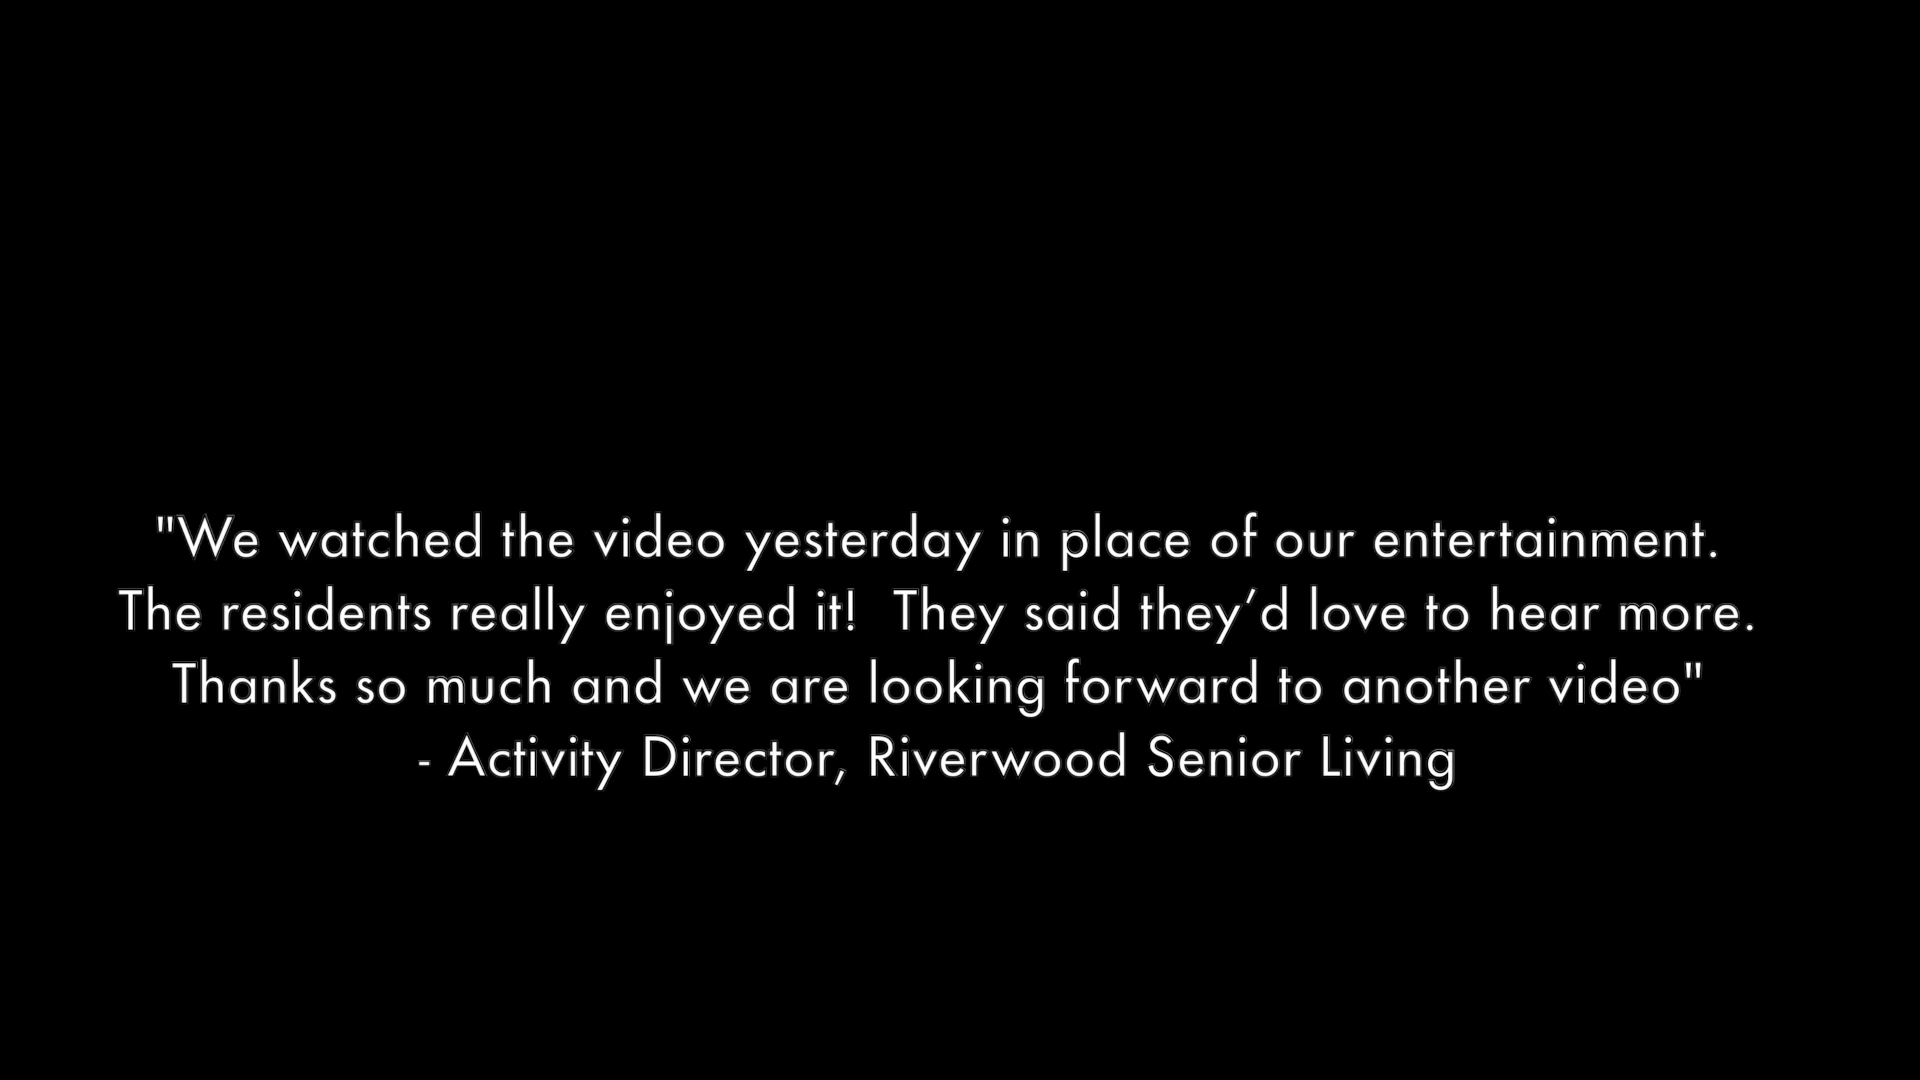 "We watched the video yesterday in place of our entertainment.
The residents really enjoyed it!  They said they’d love to hear more.
Thanks so much and we are looking forward to another video"
- Activity Director, Riverwood Senior Living